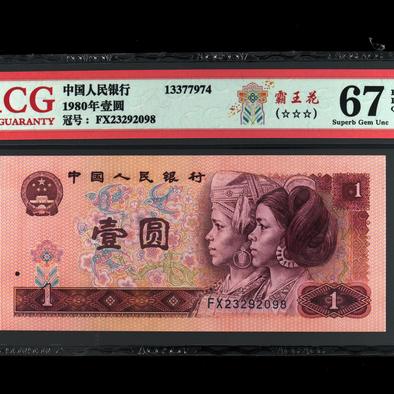 中国人民银行 13377974 霸王花 67
ACG 1980年壹圆 (☆☆☆)
GUARANTY 冠号：FX23292098 Superb Gem Unc
中国人民银行
1
壹圆
1
FX23292098
1